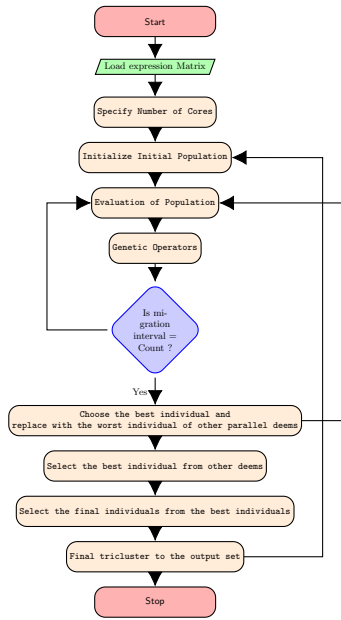 Start
Load expression Matrix
Specify Number of Cores
Initialize Initial Population
Evaluation of Population
Genetic Operators
Is mi-
gration
interval =
Count ?
Yes
Choose the best individual and
replace with the worst individual of other parallel deems
Select the best individual from other deems
Select the final individuals from the best individuals
Final tricluster to the output set
Stop